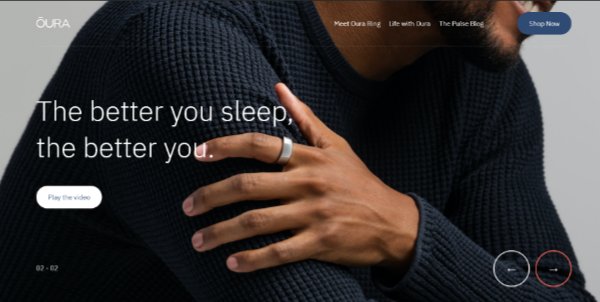 ŌURA
Meet Oura Ring
Life with Oura
The Pulse Blog
Shop Now
The better you sleep,
the better you.
Play the video
02 - 02
← →